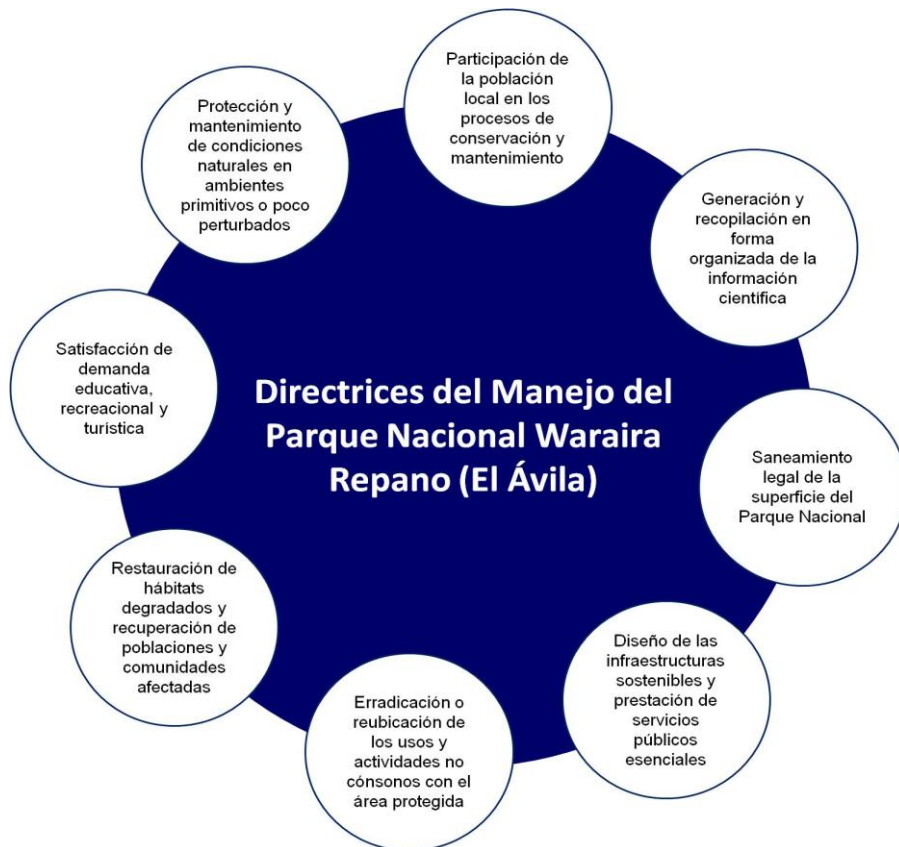 Participación de
la población
local en los
procesos de
conservación y
mantenimiento
Generación y
recopilación en
forma
organizada de la
información
científica
Saneamiento
legal de la
superficie del
Parque Nacional
Diseño de las
infraestructuras
sostenibles y
prestación de
servicios
públicos
esenciales
Erradicación o
reubicación de
los usos y
actividades no
cónsonos con el
área protegida
Restauración de
hábitats
degradados y
recuperación de
poblaciones y
comunidades
afectadas
Satisfacción de
demanda
educativa,
recreacional y
turística
Protección y
mantenimiento
de condiciones
naturales en
ambientes
primitivos o poco
perturbados
Directrices del Manejo del
Parque Nacional Waraira
Repano (El Ávila)